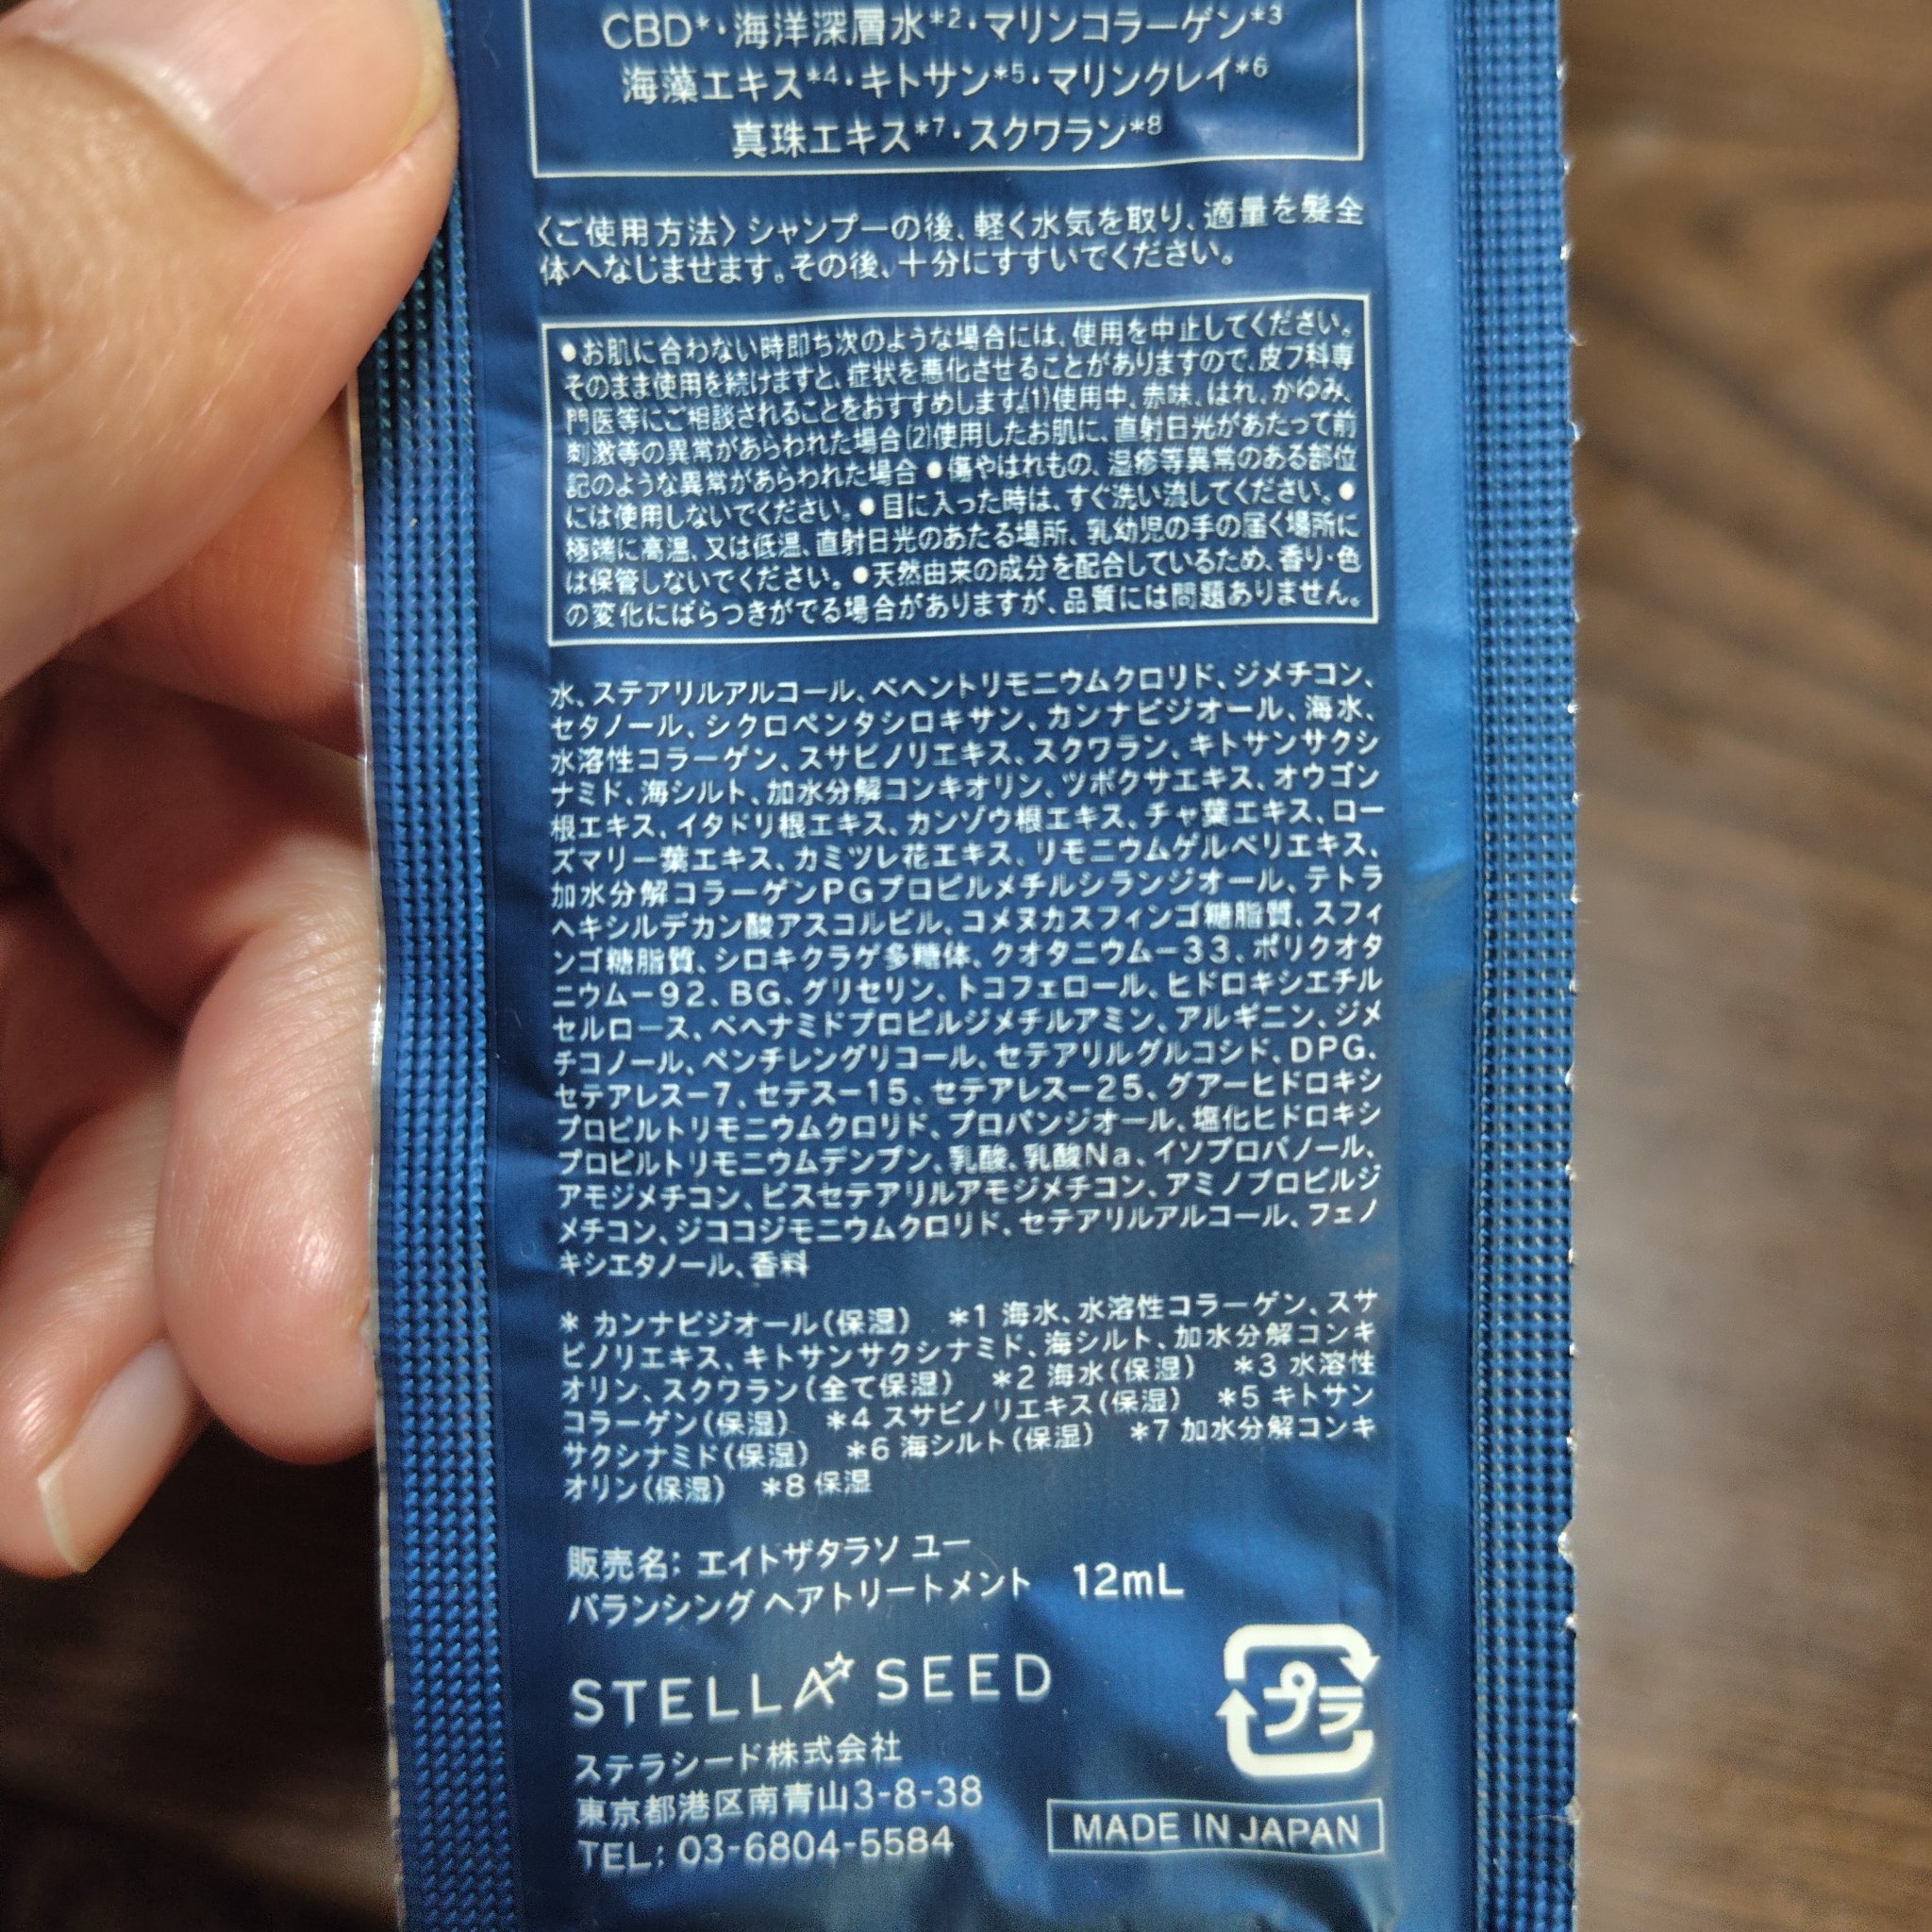 CBD*・海洋深層水*2・マリンコラーゲン*3
海藻エキス*4・キトサン*5・マリンクレイ*6
真珠エキス*7・スクワラン*8
〈ご使用方法〉シャンプーの後、軽く水気を取り、適量を髪全
体へなじませます。その後、十分にすすいでください。
●お肌に合わない時即ち次のような場合には、使用を中止してください。
そのまま使用を続けますと、症状を悪化させることがありますので、皮フ科専
門医等にご相談されることをおすすめします。(1)使用中、赤味、はれ、かゆみ、
刺激等の異常があらわれた場合(2)使用したお肌に、直射日光があたって前
記のような異常があらわれた場合 ●傷やはれもの、湿疹等異常のある部位
には使用しないでください。●目に入った時は、すぐ洗い流してください。●
極端に高温、又は低温、直射日光のあたる場所、乳幼児の手の届く場所に
は保管しないでください。●天然由来の成分を配合しているため、香り・色
の変化にばらつきがでる場合がありますが、品質には問題ありません。
水、ステアリルアルコール、ベヘントリモニウムクロリド、ジメチコン、
セタノール、シクロペンタシロキサン、カンナビジオール、海水、
水溶性コラーゲン、スサビノリエキス、スクワラン、キトサンサクシ
ナミド、海シルト、加水分解コンキオリン、ツボクサエキス、オウゴン
根エキス、イタドリ根エキス、カンゾウ根エキス、チャ葉エキス、ロー
ズマリー葉エキス、カミツレ花エキス、リモニウムゲルベリエキス、
加水分解コラーゲンPGプロピルメチルシランジオール、テトラ
ヘキシルデカン酸アスコルビル、コメヌカスフィンゴ糖脂質、スフィ
ンゴ糖脂質、シロキクラゲ多糖体、クオタニウム－33、ポリクオタ
ニウム－92、BG、グリセリン、トコフェロール、ヒドロキシエチル
セルロース、ベヘナミドプロピルジメチルアミン、アルギニン、ジメ
チコノール、ペンチレングリコール、セテアリルグルコシド、DPG、
セテアレス－7、セテス－15、セテアレス－25、グアーヒドロキシ
プロピルトリモニウムクロリド、プロパンジオール、塩化ヒドロキシ
プロピルトリモニウムデンプン、乳酸、乳酸Na、イソプロパノール、
アモジメチコン、ビスセテアリルアモジメチコン、アミノプロピルジ
メチコン、ジココジモニウムクロリド、セテアリルアルコール、フェノ
キシエタノール、香料
＊ カンナビジオール（保湿） ＊1 海水、水溶性コラーゲン、スサ
ビノリエキス、キトサンサクシナミド、海シルト、加水分解コンキ
オリン、スクワラン（全て保湿） ＊2 海水（保湿） ＊3 水溶性
コラーゲン（保湿） ＊4 スサビノリエキス（保湿） ＊5 キトサン
サクシナミド（保湿） ＊6 海シルト（保湿） ＊7 加水分解コンキ
オリン（保湿） ＊8 保湿
販売名：エイトザタラソ ユー
バランシング ヘアトリートメント 12mL
STELLA SEED
プラ
ステラシード株式会社
東京都港区南青山3-8-38
TEL: 03-6804-5584
MADE IN JAPAN